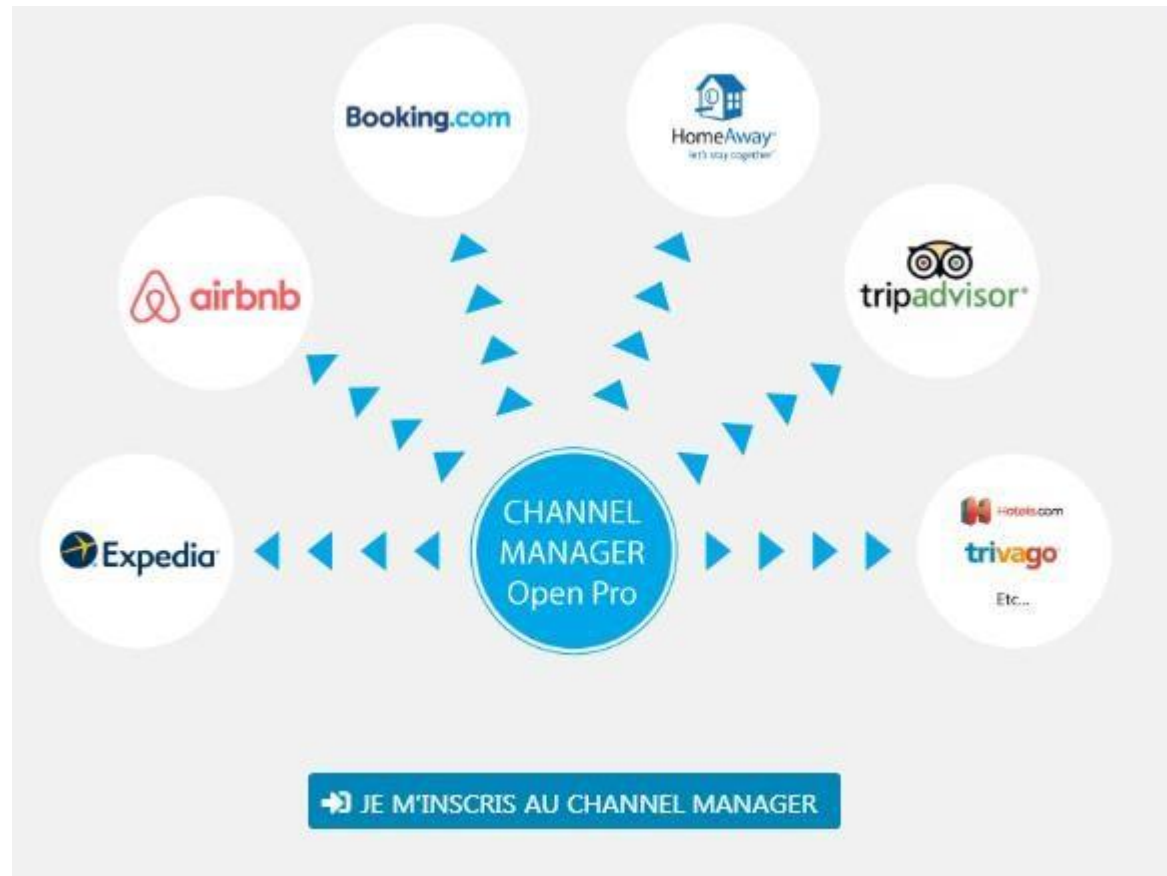 Booking.com
HomeAway
let's stay together
airbnb
tripadvisor
Expedia
CHANNEL
MANAGER
Open Pro
Hotels.com
trivago
Etc...
JE M'INSCRIS AU CHANNEL MANAGER